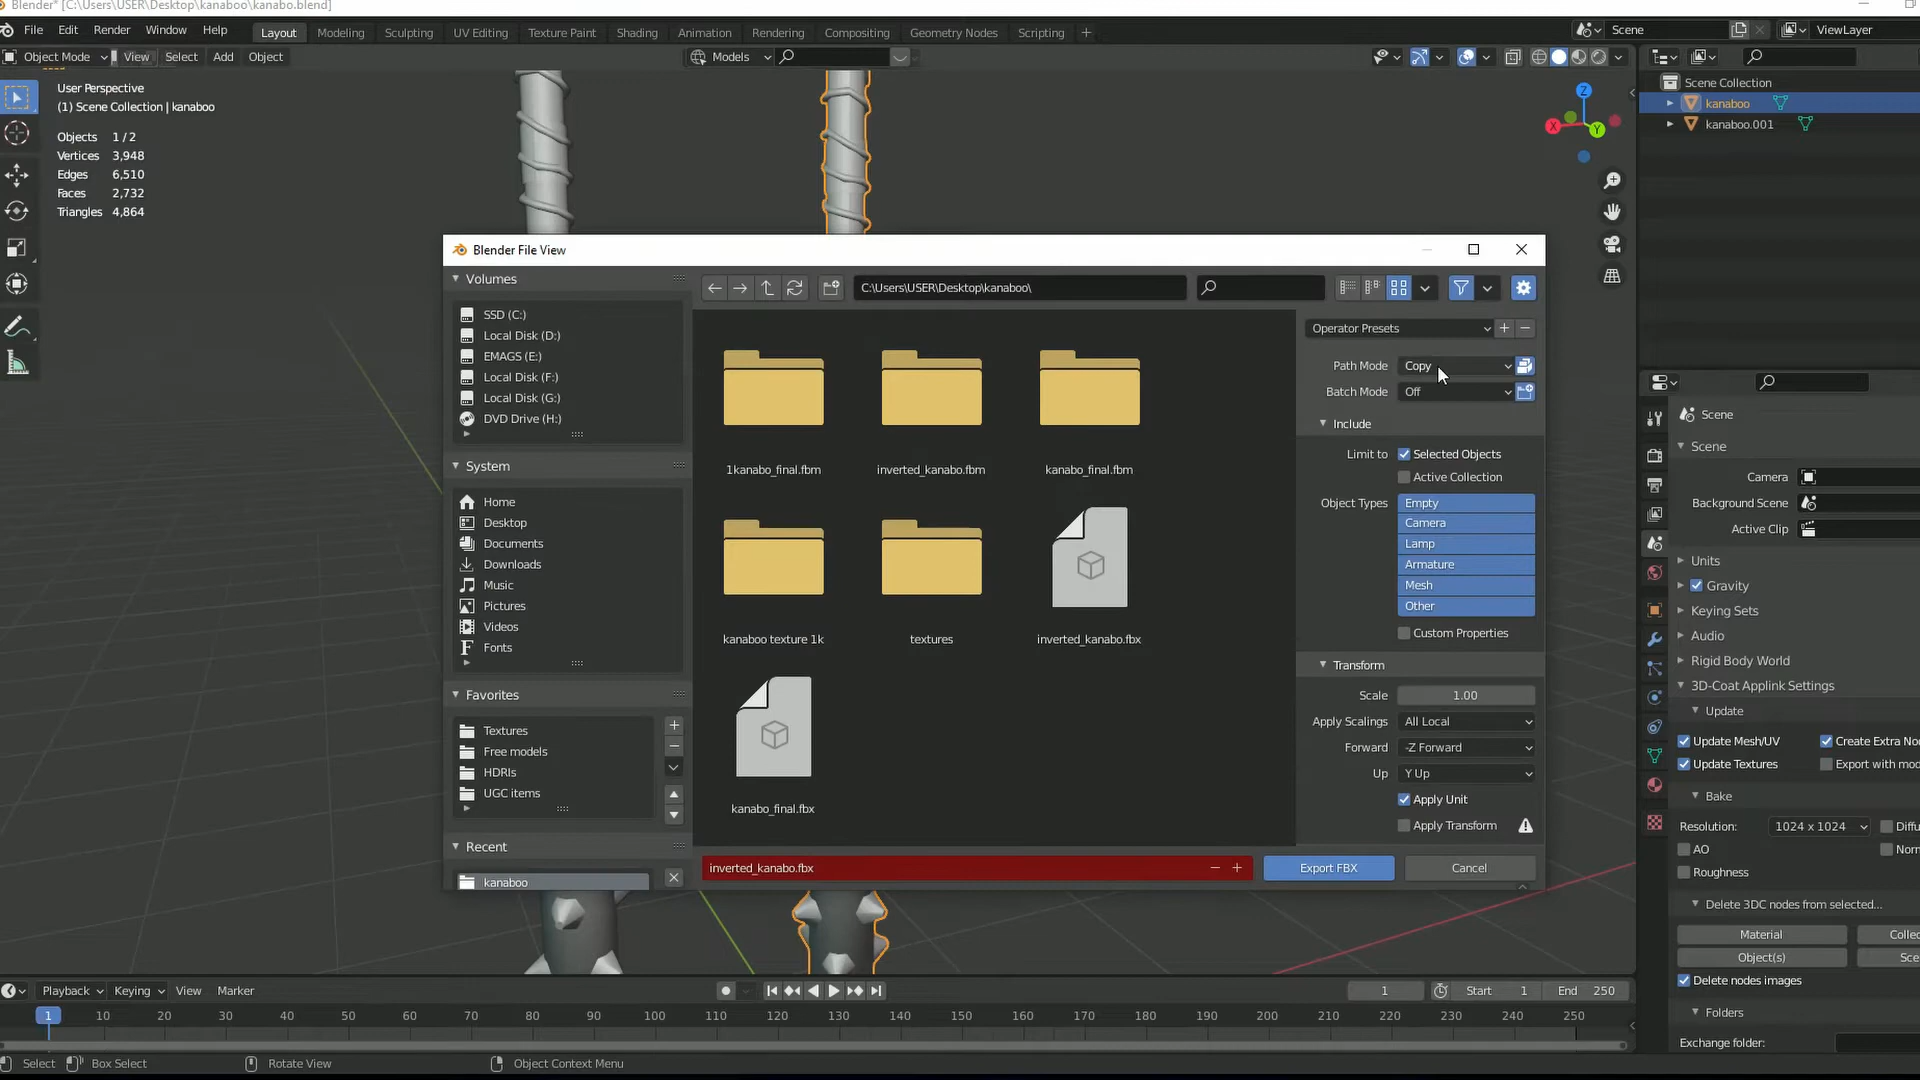 Blender* [C:\Users\USER\Desktop\kanaboo\kanabo.blend]
File Edit Render Window Help Layout Modeling Sculpting UV Editing Texture Paint Shading Animation Rendering Compositing Geometry Nodes Scripting + Scene ViewLayer
Object Mode View Select Add Object Models
User Perspective
(1) Scene Collection | kanaboo
Objects 1 / 2
Vertices 3,948
Edges 6,510
Faces 2,732
Triangles 4,864
Z
X
Y
Scene Collection
kanaboo
kanaboo.001
Blender File View
Volumes
SSD (C:)
Local Disk (D:)
EMAGS (E:)
Local Disk (F:)
Local Disk (G:)
DVD Drive (H:)
System
Home
Desktop
Documents
Downloads
Music
Pictures
Videos
Fonts
Favorites
Textures
Free models
HDRIs
UGC items
Recent
kanaboo
C:\Users\USER\Desktop\kanaboo\
1kanabo_final.fbm
inverted_kanabo.fbm
kanabo_final.fbm
kanaboo texture 1k
textures
inverted_kanabo.fbx
kanabo_final.fbx
inverted_kanabo.fbx - +
Export FBX
Cancel
Operator Presets + -
Path Mode Copy
Batch Mode Off
Include
Limit to Selected Objects
Active Collection
Object Types Empty
Camera
Lamp
Armature
Mesh
Other
Custom Properties
Transform
Scale 1.00
Apply Scalings All Local
Forward -Z Forward
Up Y Up
Apply Unit
Apply Transform
Scene
Scene
Camera
Background Scene
Active Clip
Units
Gravity
Keying Sets
Audio
Rigid Body World
3D-Coat Applink Settings
Update
Update Mesh/UV Create Extra No
Update Textures Export with mod
Bake
Resolution: 1024 x 1024 Diffu
AO Norn
Roughness
Delete 3DC nodes from selected...
Material Collec
Object(s) Sce
Delete nodes images
Folders
Exchange folder:
Playback Keying View Marker 1 Start 1 End 250
1 10 20 30 40 50 60 70 80 90 100 110 120 130 140 150 160 170 180 190 200 210 220 230 240 250
Select Box Select Rotate View Object Context Menu